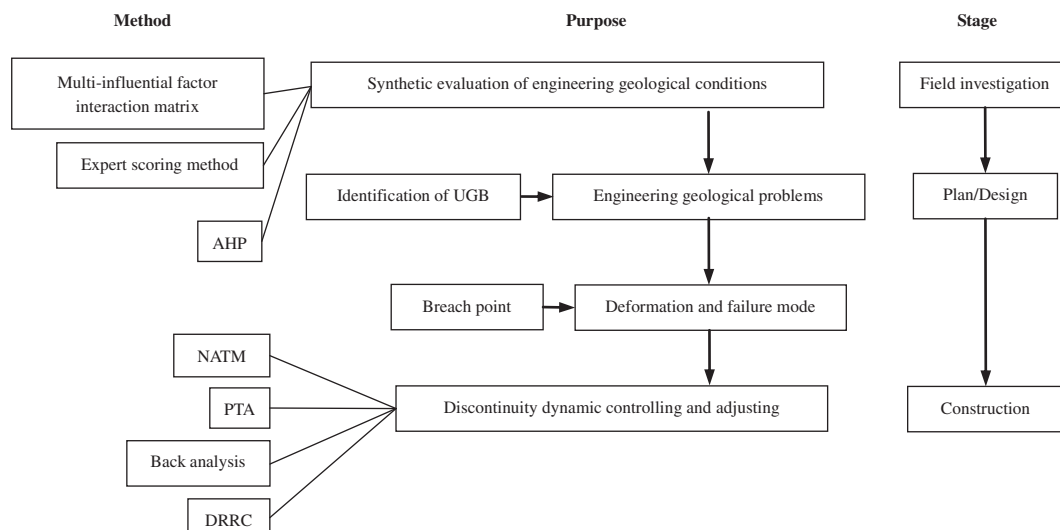 Method
Purpose
Stage
Multi-influential factor
interaction matrix
Synthetic evaluation of engineering geological conditions
Field investigation
Expert scoring method
Identification of UGB
Engineering geological problems
Plan/Design
AHP
Breach point
Deformation and failure mode
NATM
PTA
Discontinuity dynamic controlling and adjusting
Construction
Back analysis
DRRC